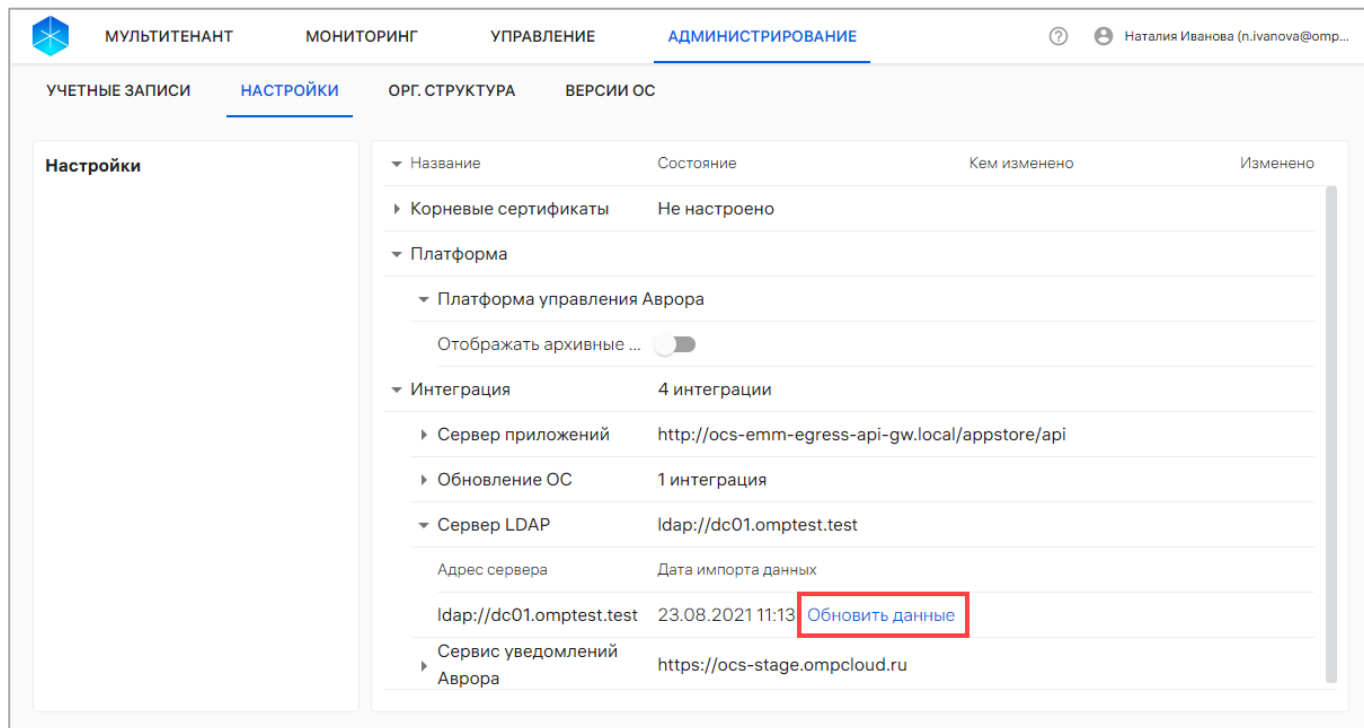 МУЛЬТИТЕНАНТ МОНИТОРИНГ УПРАВЛЕНИЕ АДМИНИСТРИРОВАНИЕ ? Наталия Иванова (n.ivanova@omp...
УЧЕТНЫЕ ЗАПИСИ НАСТРОЙКИ ОРГ. СТРУКТУРА ВЕРСИИ ОС
Настройки
Название Состояние Кем изменено Изменено
Корневые сертификаты Не настроено
Платформа
Платформа управления Аврора
Отображать архивные ...
Интеграция 4 интеграции
Сервер приложений http://ocs-emm-egress-api-gw.local/appstore/api
Обновление ОС 1 интеграция
Сервер LDAP ldap://dc01.omptest.test
Адрес сервера Дата импорта данных
ldap://dc01.omptest.test 23.08.2021 11:13 Обновить данные
Сервис уведомлений
Аврора https://ocs-stage.ompcloud.ru